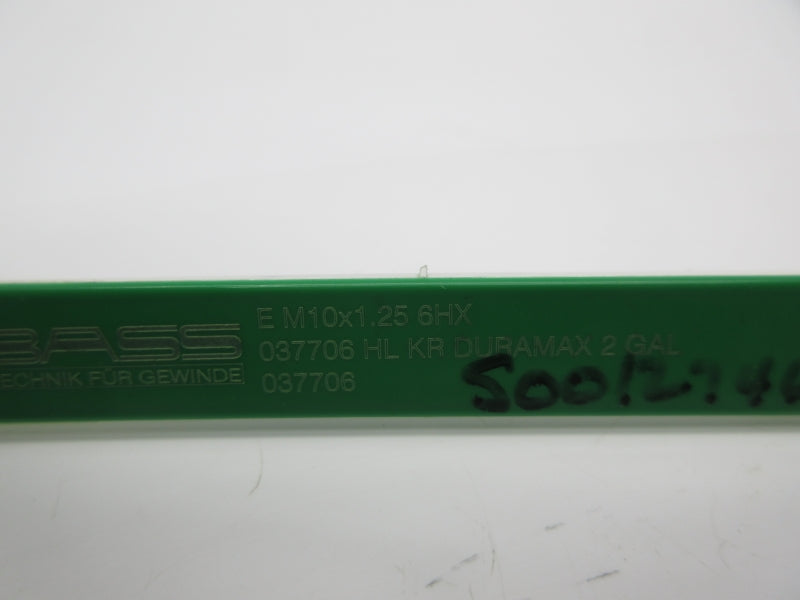 BASS
TECHNIK FÜR GEWINDE
E M10x1.25 6HX
037706 HL KR DURAMAX 2 GAL
037706